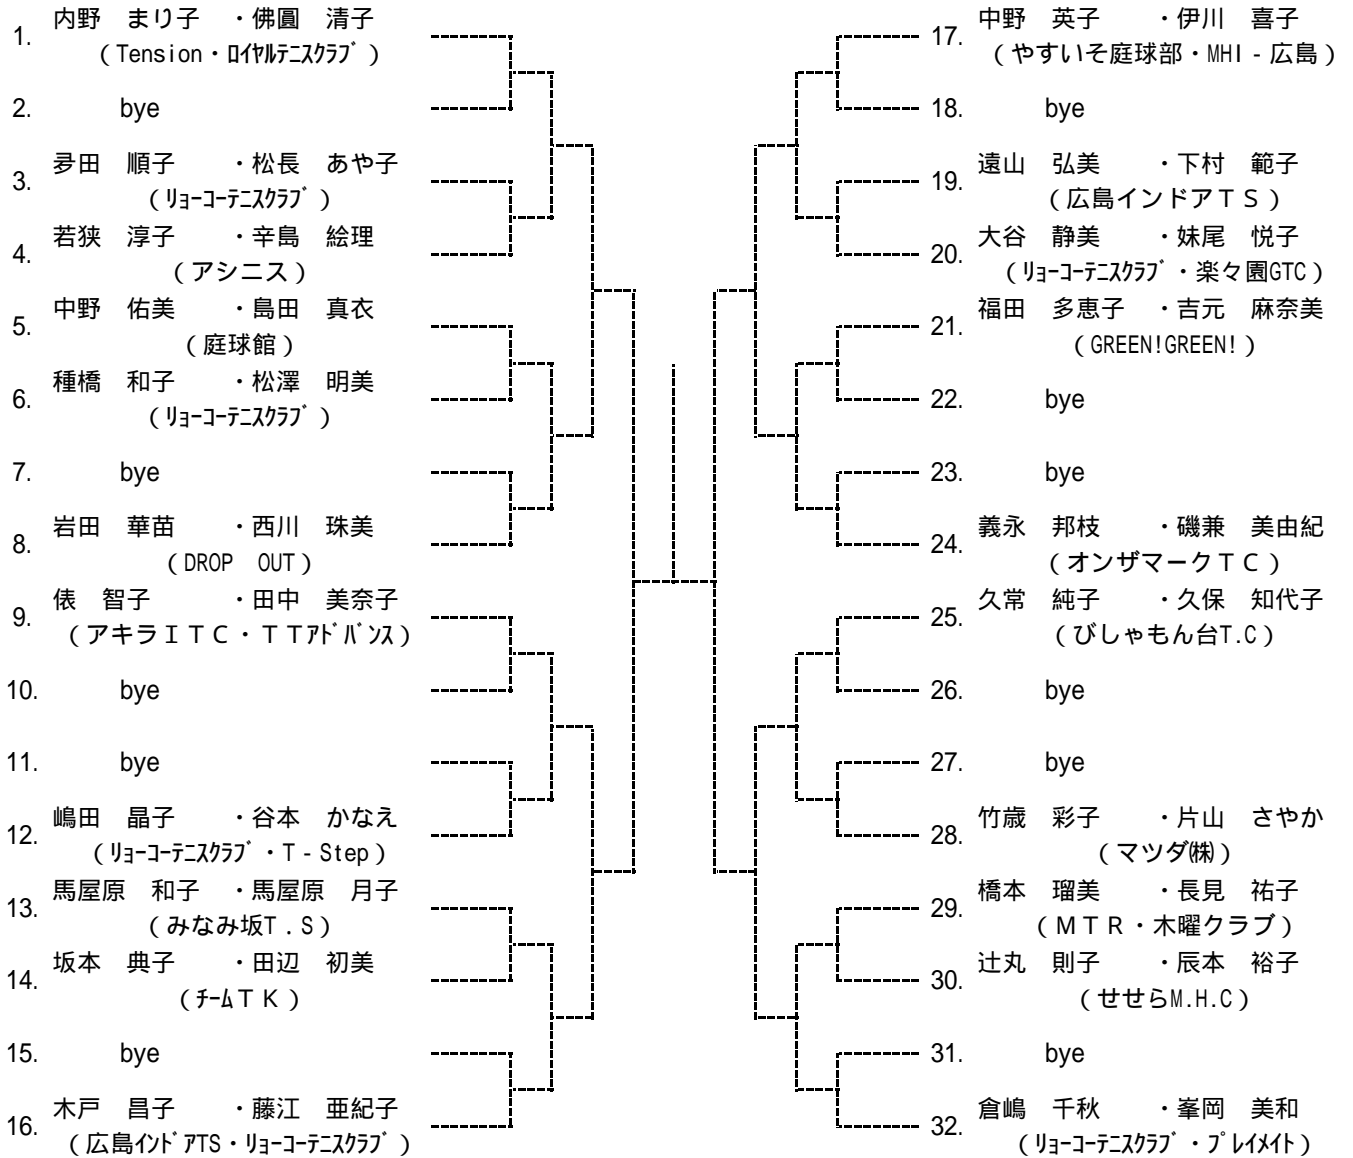 1. 内野 まり子 ・佛圓 清子
(Tension・ﾛｲﾔﾙﾃﾆｽｸﾗﾌﾞ)
2. bye
3. 夛田 順子 ・松長 あや子
(ﾘｮｰｺｰﾃﾆｽｸﾗﾌﾞ)
4. 若狭 淳子 ・辛島 絵理
(アシニス)
5. 中野 佑美 ・島田 真衣
(庭球館)
6. 種橋 和子 ・松澤 明美
(ﾘｮｰｺｰﾃﾆｽｸﾗﾌﾞ)
7. bye
8. 岩田 華苗 ・西川 珠美
(DROP OUT)
9. 俵 智子 ・田中 美奈子
(アキラITC・TTｱﾄﾞﾊﾞﾝｽ)
10. bye
11. bye
12. 嶋田 晶子 ・谷本 かなえ
(ﾘｮｰｺｰﾃﾆｽｸﾗﾌﾞ・T-Step)
13. 馬屋原 和子 ・馬屋原 月子
(みなみ坂T.S)
14. 坂本 典子 ・田辺 初美
(ﾁｰﾑTK)
15. bye
16. 木戸 昌子 ・藤江 亜紀子
(広島ｲﾝﾄﾞｱTS・ﾘｮｰｺｰﾃﾆｽｸﾗﾌﾞ)
17. 中野 英子 ・伊川 喜子
(やすいそ庭球部・MHI-広島)
18. bye
19. 遠山 弘美 ・下村 範子
(広島インドアTS)
20. 大谷 静美 ・妹尾 悦子
(ﾘｮｰｺｰﾃﾆｽｸﾗﾌﾞ・楽々園GTC)
21. 福田 多恵子 ・吉元 麻奈美
(GREEN!GREEN!)
22. bye
23. bye
24. 義永 邦枝 ・磯兼 美由紀
(オンザマークTC)
25. 久常 純子 ・久保 知代子
(びしゃもん台T.C)
26. bye
27. bye
28. 竹歳 彩子 ・片山 さやか
(マツダ㈱)
29. 橋本 瑠美 ・長見 祐子
(MTR・木曜クラブ)
30. 辻丸 則子 ・辰本 裕子
(せせらM.H.C)
31. bye
32. 倉嶋 千秋 ・峯岡 美和
(ﾘｮｰｺｰﾃﾆｽｸﾗﾌﾞ・ﾌﾟﾚｲﾒｲﾄ)